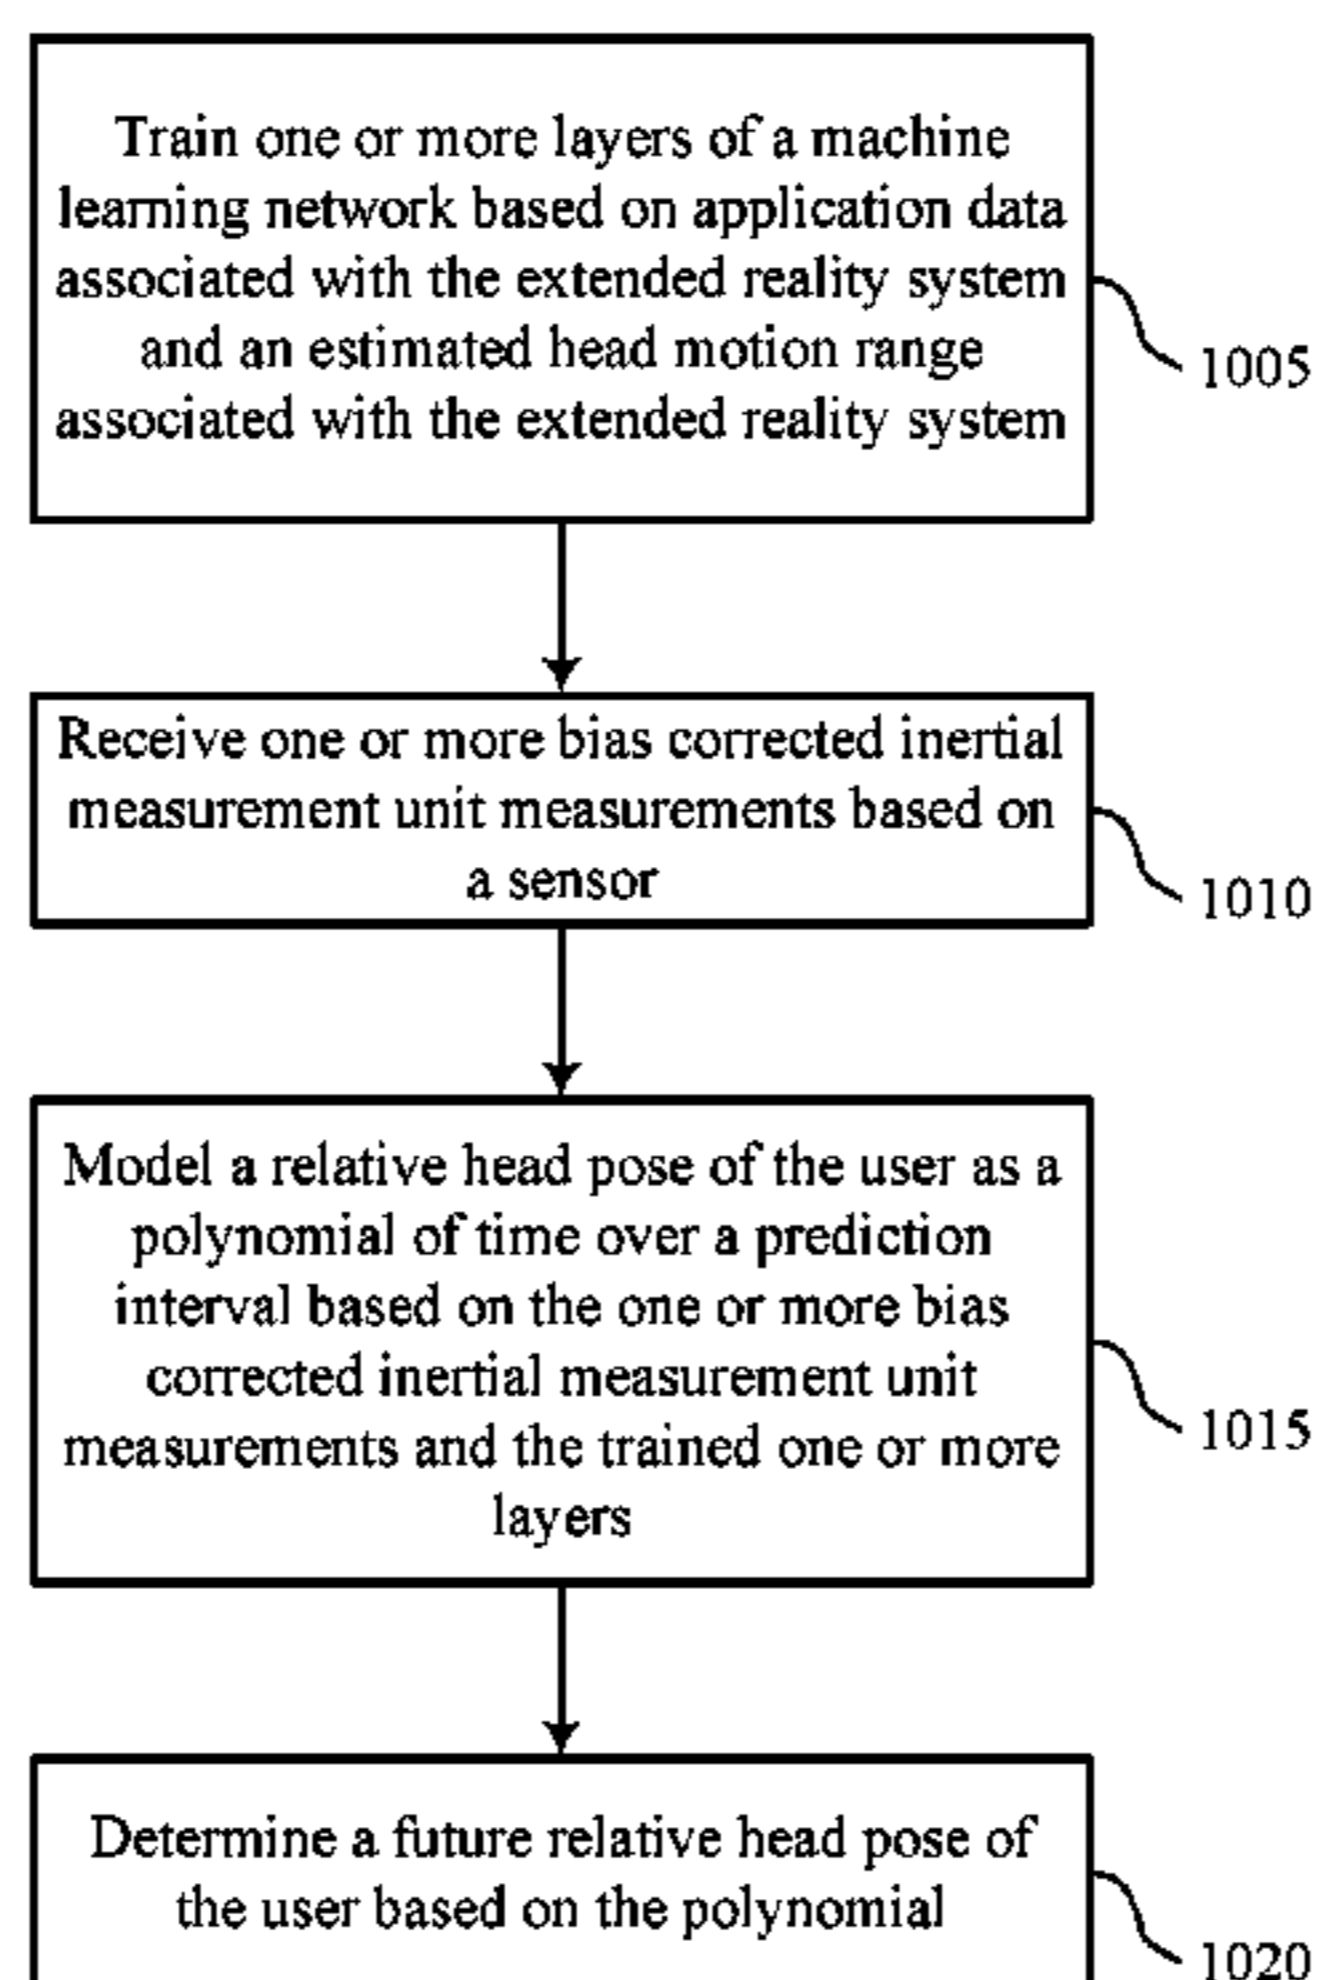 Train one or more layers of a machine
learning network based on application data
associated with the extended reality system
and an estimated head motion range
associated with the extended reality system
1005
Receive one or more bias corrected inertial
measurement unit measurements based on
a sensor
1010
Model a relative head pose of the user as a
polynomial of time over a prediction
interval based on the one or more bias
corrected inertial measurement unit
measurements and the trained one or more
layers
1015
Determine a future relative head pose of
the user based on the polynomial
1020